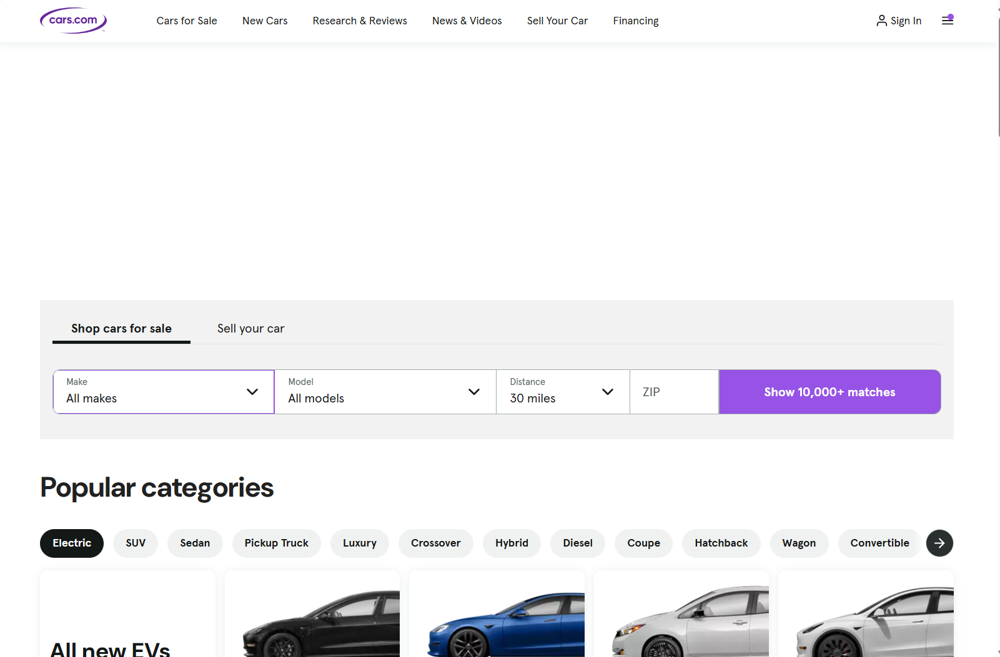 cars.com
Cars for Sale
New Cars
Research & Reviews
News & Videos
Sell Your Car
Financing
Sign In
Shop cars for sale
Sell your car
Make
All makes
Model
All models
Distance
30 miles
ZIP
Show 10,000+ matches
Popular categories
Electric
SUV
Sedan
Pickup Truck
Luxury
Crossover
Hybrid
Diesel
Coupe
Hatchback
Wagon
Convertible
All new EVs